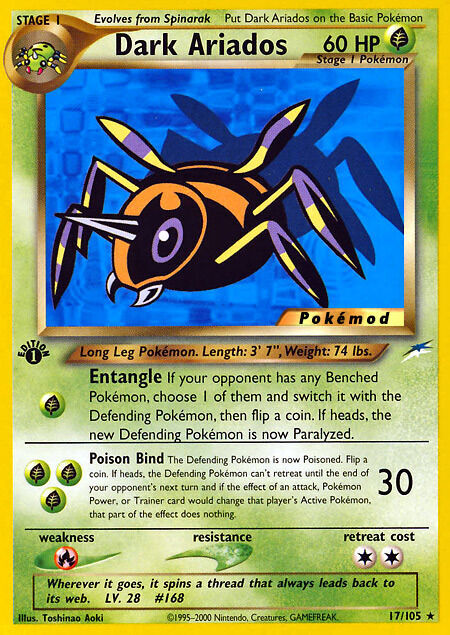 STAGE 1 Evolves from Spinarak Put Dark Ariados on the Basic Pokémon
Dark Ariados 60 HP
Stage 1 Pokémon
Pokémod
EDITION
1
Long Leg Pokémon. Length: 3' 7", Weight: 74 lbs.
Entangle If your opponent has any Benched
Pokémon, choose 1 of them and switch it with the
Defending Pokémon, then flip a coin. If heads, the
new Defending Pokémon is now Paralyzed.
Poison Bind The Defending Pokémon is now Poisoned. Flip a
coin. If heads, the Defending Pokémon can't retreat until the end of
your opponent's next turn and if the effect of an attack, Pokémon
Power, or Trainer card would change that player's Active Pokémon,
that part of the effect does nothing.
30
weakness resistance retreat cost
Wherever it goes, it spins a thread that always leads back to
its web. LV. 28 #168
Illus. Toshinao Aoki ©1995-2000 Nintendo, Creatures, GAMEFREAK. 17/105 ★